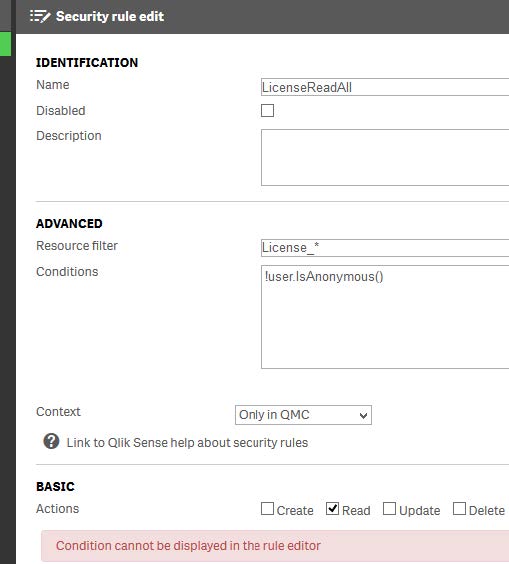 Security rule edit
IDENTIFICATION
Name LicenseReadAll
Disabled
Description
ADVANCED
Resource filter License_*
Conditions !user.IsAnonymous()
Context Only in QMC
? Link to Qlik Sense help about security rules
BASIC
Actions Create Read Update Delete
Condition cannot be displayed in the rule editor